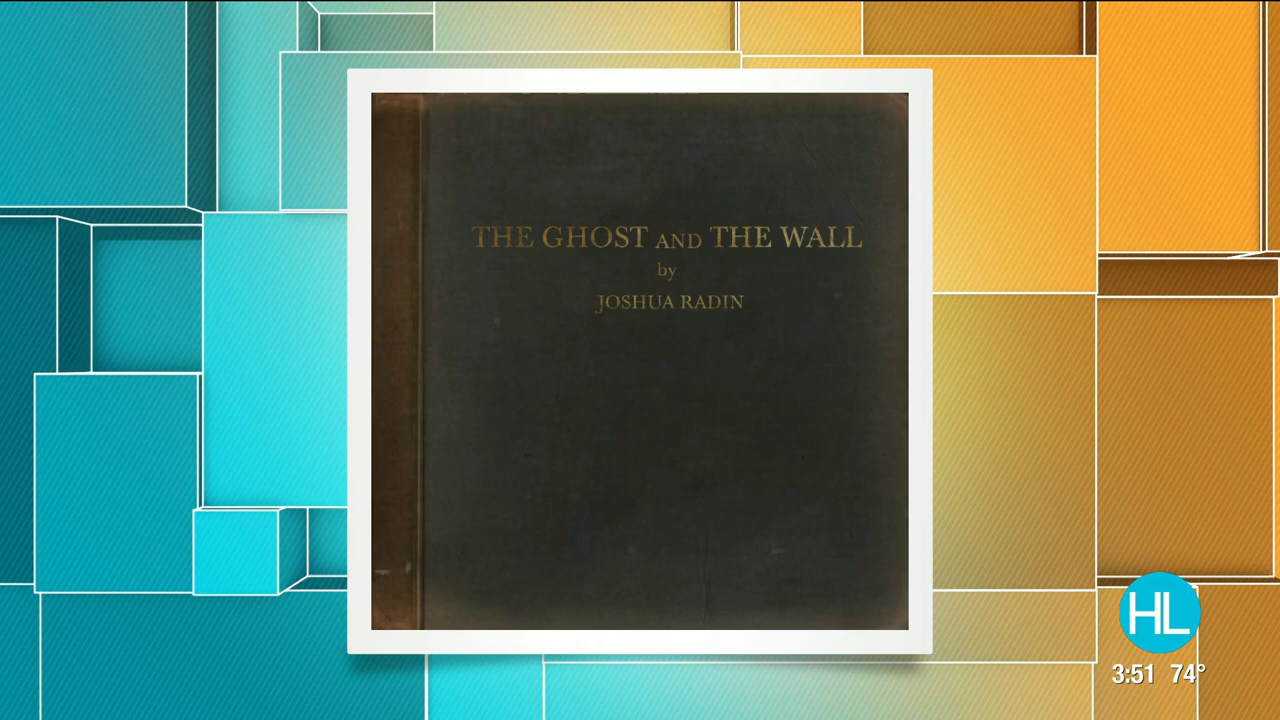 THE GHOST AND THE WALL
by
JOSHUA RADIN
HL
3:51 74°